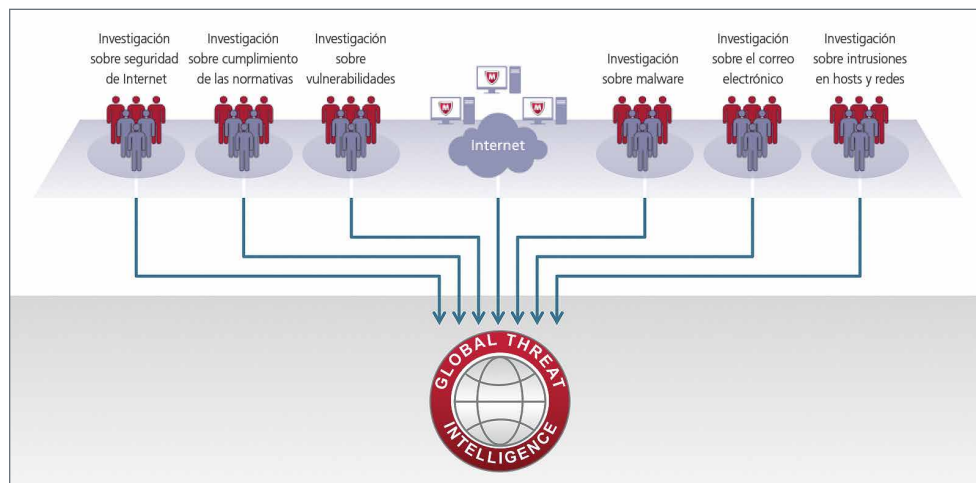 Investigación
sobre seguridad
de Internet
Investigación
sobre cumplimiento
de las normativas
Investigación
sobre
vulnerabilidades
Internet
Investigación
sobre malware
Investigación
sobre el correo
electrónico
Investigación
sobre intrusiones
en hosts y redes
GLOBAL THREAT
INTELLIGENCE